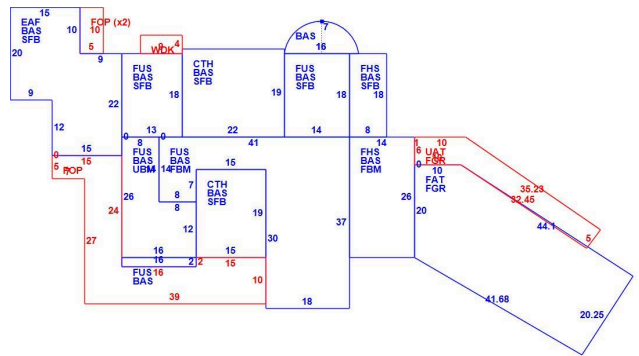 15
EAF
BAS
SFB
10
FOP (x2)
10
5
9
20
9
22
12
0
15
15
5
7
FOP
4
WDK
FUS
BAS
SFB
18
CTH
BAS
SFB
19
BAS
7
16
FUS
BAS
SFB
18
FHS
BAS
SFB
18
0
13
0
22
14
8
8
41
14
1
10
FUS
BAS
UBM
14
FUS
BAS
FBM
14
7
8
8
15
CTH
BAS
SFB
12
19
30
26
24
27
16
16
2
2
15
15
FUS
BAS
16
10
39
18
37
FHS
BAS
FBM
26
20
6
0
UAT
FGR
10
FAT
FGR
35.23
32.45
44.1
5
41.68
20.25